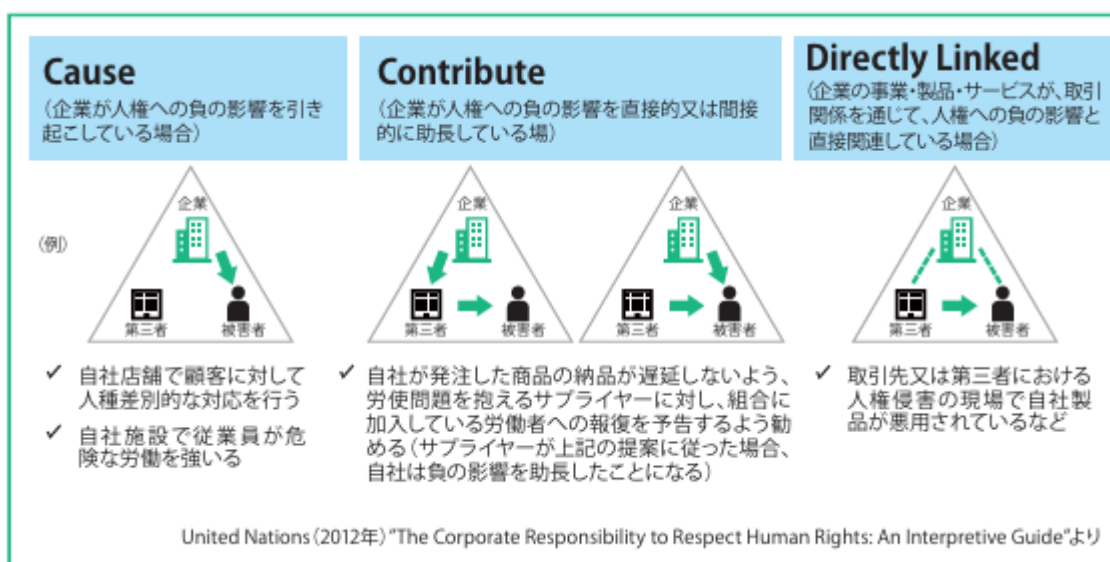 Cause
(企業が人権への負の影響を引き
起こしている場合)
Contribute
(企業が人権への負の影響を直接的又は間接
的に助長している場)
Directly Linked
(企業の事業・製品・サービスが、取引
関係を通じて、人権への負の影響と
直接関連している場合)
(例)
企業
第三者
被害者
企業
第三者
被害者
企業
第三者
被害者
企業
第三者
被害者
✓ 自社店舗で顧客に対して
人種差別的な対応を行う
✓ 自社施設で従業員が危
険な労働を強いる
✓ 自社が発注した商品の納品が遅延しないよう、
労使問題を抱えるサプライヤーに対し、組合に
加入している労働者への報復を予告するよう勧
める(サプライヤーが上記の提案に従った場合、
自社は負の影響を助長したことになる)
✓ 取引先又は第三者における
人権侵害の現場で自社製
品が悪用されているなど
United Nations(2012年)"The Corporate Responsibility to Respect Human Rights: An Interpretive Guide"より